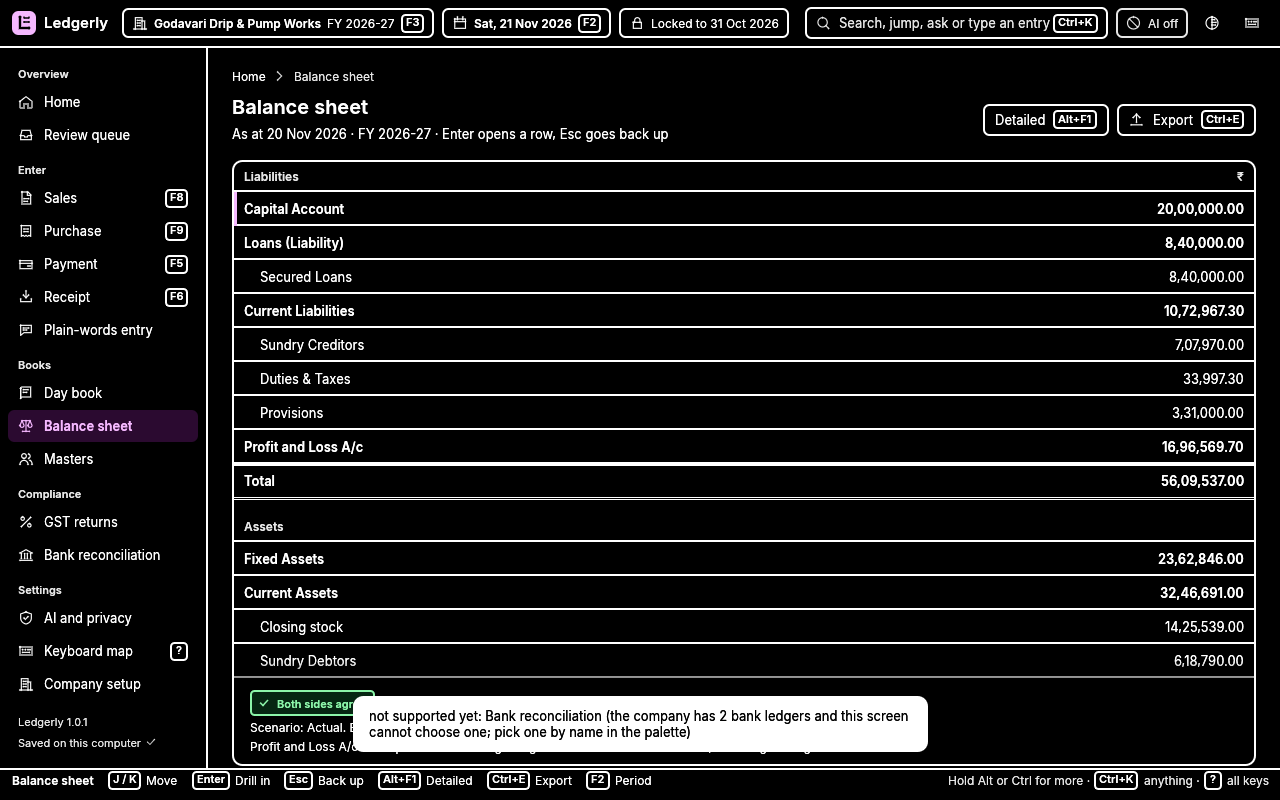 Ledgerly
Godavari Drip & Pump Works FY 2026-27 F3
Sat, 21 Nov 2026 F2
Locked to 31 Oct 2026
Search, jump, ask or type an entry Ctrl+K
AI off
Overview
Home
Review queue
Enter
Sales F8
Purchase F9
Payment F5
Receipt F6
Plain-words entry
Books
Day book
Balance sheet
Masters
Compliance
GST returns
Bank reconciliation
Settings
AI and privacy
Keyboard map ?
Company setup
Ledgerly 1.0.1
Saved on this computer
Home > Balance sheet
Balance sheet
As at 20 Nov 2026 · FY 2026-27 · Enter opens a row, Esc goes back up
Detailed Alt+F1
Export Ctrl+E
Liabilities ₹
Capital Account 20,00,000.00
Loans (Liability) 8,40,000.00
Secured Loans 8,40,000.00
Current Liabilities 10,72,967.30
Sundry Creditors 7,07,970.00
Duties & Taxes 33,997.30
Provisions 3,31,000.00
Profit and Loss A/c 16,96,569.70
Total 56,09,537.00
Assets
Fixed Assets 23,62,846.00
Current Assets 32,46,691.00
Closing stock 14,25,539.00
Sundry Debtors 6,18,790.00
Both sides
Scenario: Actual.
Profit and Loss A/c
not supported yet: Bank reconciliation (the company has 2 bank ledgers and this screen
cannot choose one; pick one by name in the palette)
Balance sheet J / K Move Enter Drill in Esc Back up Alt+F1 Detailed Ctrl+E Export F2 Period
Hold Alt or Ctrl for more · Ctrl+K anything · ? all keys